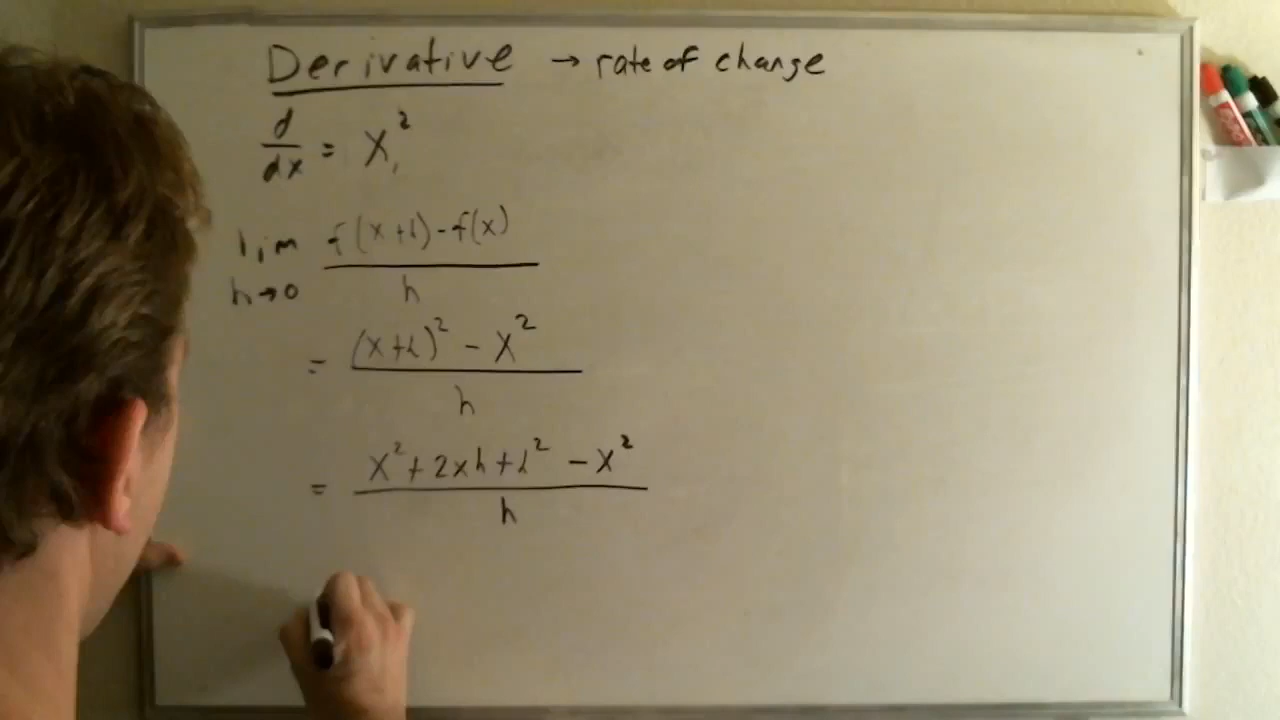 Derivative → rate of change
d/dx = x²
lim h→0 f(x+h)-f(x) / h
= (x+h)² - x² / h
= x² + 2xh + h² - x² / h